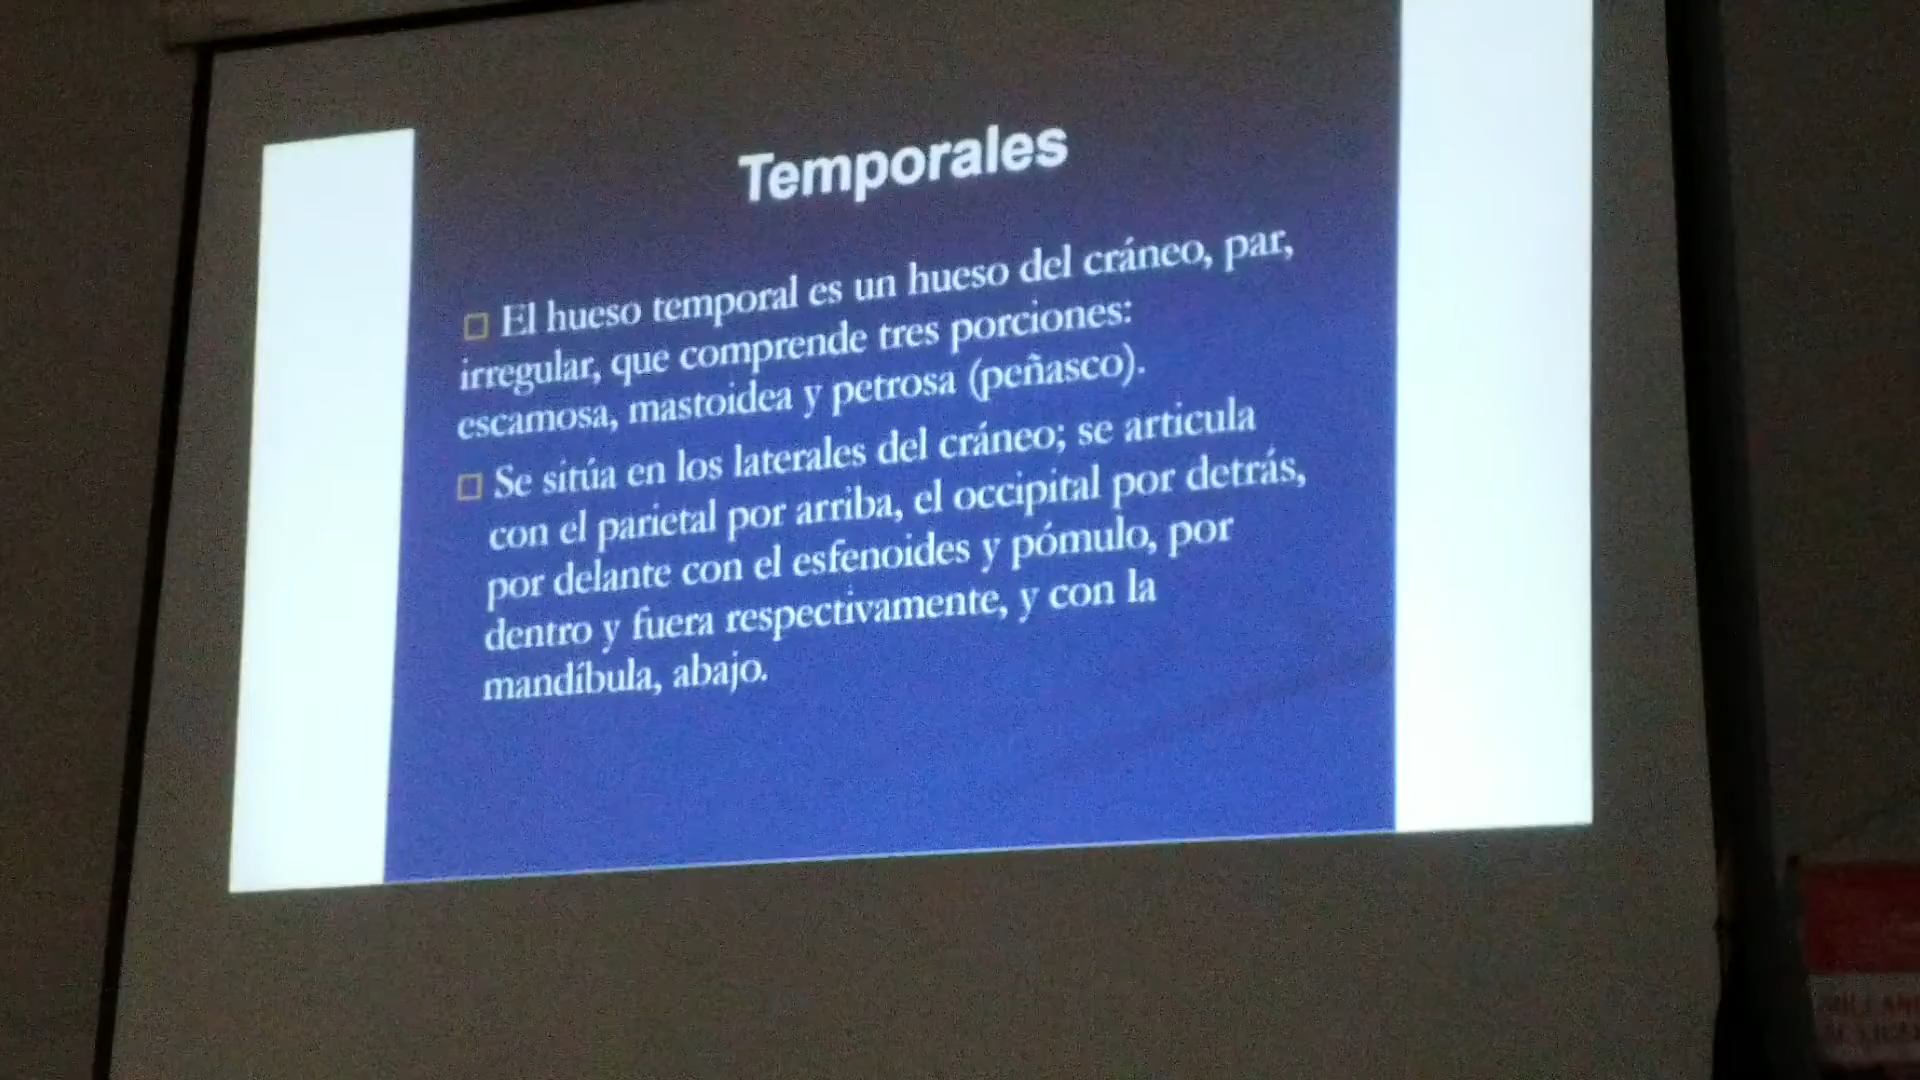 Temporales
El hueso temporal es un hueso del cráneo, par,
irregular, que comprende tres porciones:
escamosa, mastoidea y petrosa (peñasco).
Se sitúa en los laterales del cráneo; se articula
con el parietal por arriba, el occipital por detrás,
por delante con el esfenoides y pómulo, por
dentro y fuera respectivamente, y con la
mandíbula, abajo.